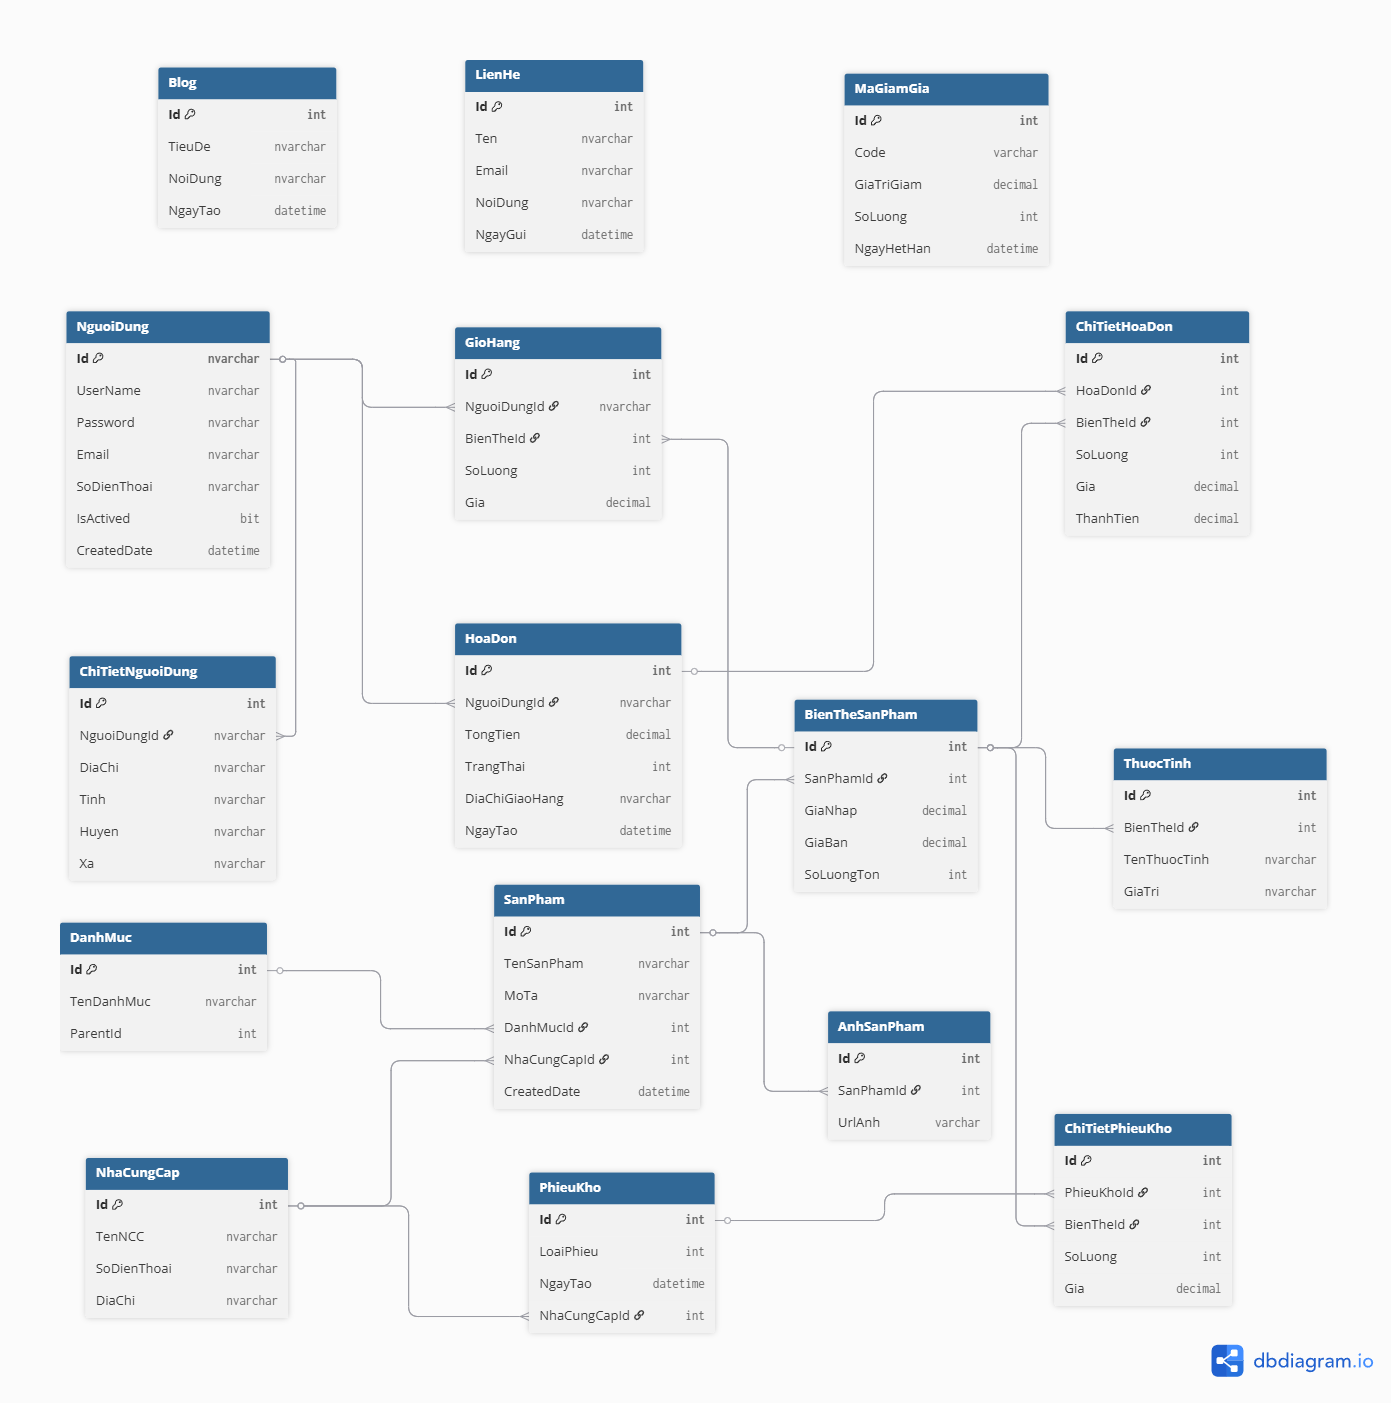 Blog
Id int
TieuDe nvarchar
NoiDung nvarchar
NgayTao datetime
LienHe
Id int
Ten nvarchar
Email nvarchar
NoiDung nvarchar
NgayGui datetime
MaGiamGia
Id int
Code varchar
GiaTriGiam decimal
SoLuong int
NgayHetHan datetime
NguoiDung
Id nvarchar
UserName nvarchar
Password nvarchar
Email nvarchar
SoDienThoai nvarchar
IsActived bit
CreatedDate datetime
GioHang
Id int
NguoiDungId nvarchar
BienTheId int
SoLuong int
Gia decimal
ChiTietHoaDon
Id int
HoaDonId int
BienTheId int
SoLuong int
Gia decimal
ThanhTien decimal
ChiTietNguoiDung
Id int
NguoiDungId nvarchar
DiaChi nvarchar
Tinh nvarchar
Huyen nvarchar
Xa nvarchar
HoaDon
Id int
NguoiDungId nvarchar
TongTien decimal
TrangThai int
DiaChiGiaoHang nvarchar
NgayTao datetime
BienTheSanPham
Id int
SanPhamId int
GiaNhap decimal
GiaBan decimal
SoLuongTon int
ThuocTinh
Id int
BienTheId int
TenThuocTinh nvarchar
GiaTri nvarchar
DanhMuc
Id int
TenDanhMuc nvarchar
ParentId int
SanPham
Id int
TenSanPham nvarchar
MoTa nvarchar
DanhMucId int
NhaCungCapId int
CreatedDate datetime
AnhSanPham
Id int
SanPhamId int
UrlAnh varchar
NhaCungCap
Id int
TenNCC nvarchar
SoDienThoai nvarchar
DiaChi nvarchar
PhieuKho
Id int
LoaiPhieu int
NgayTao datetime
NhaCungCapId int
ChiTietPhieuKho
Id int
PhieuKhoId int
BienTheId int
SoLuong int
Gia decimal
dbdiagram.io